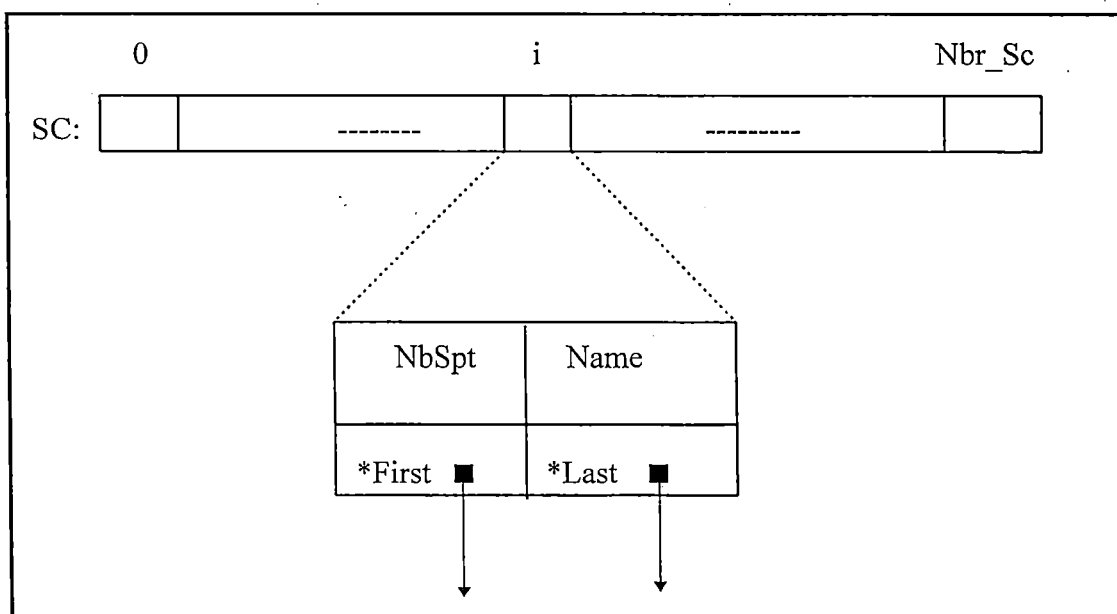 0 i Nbr_Sc
SC: -------- ---------
NbSpt Name
*First *Last